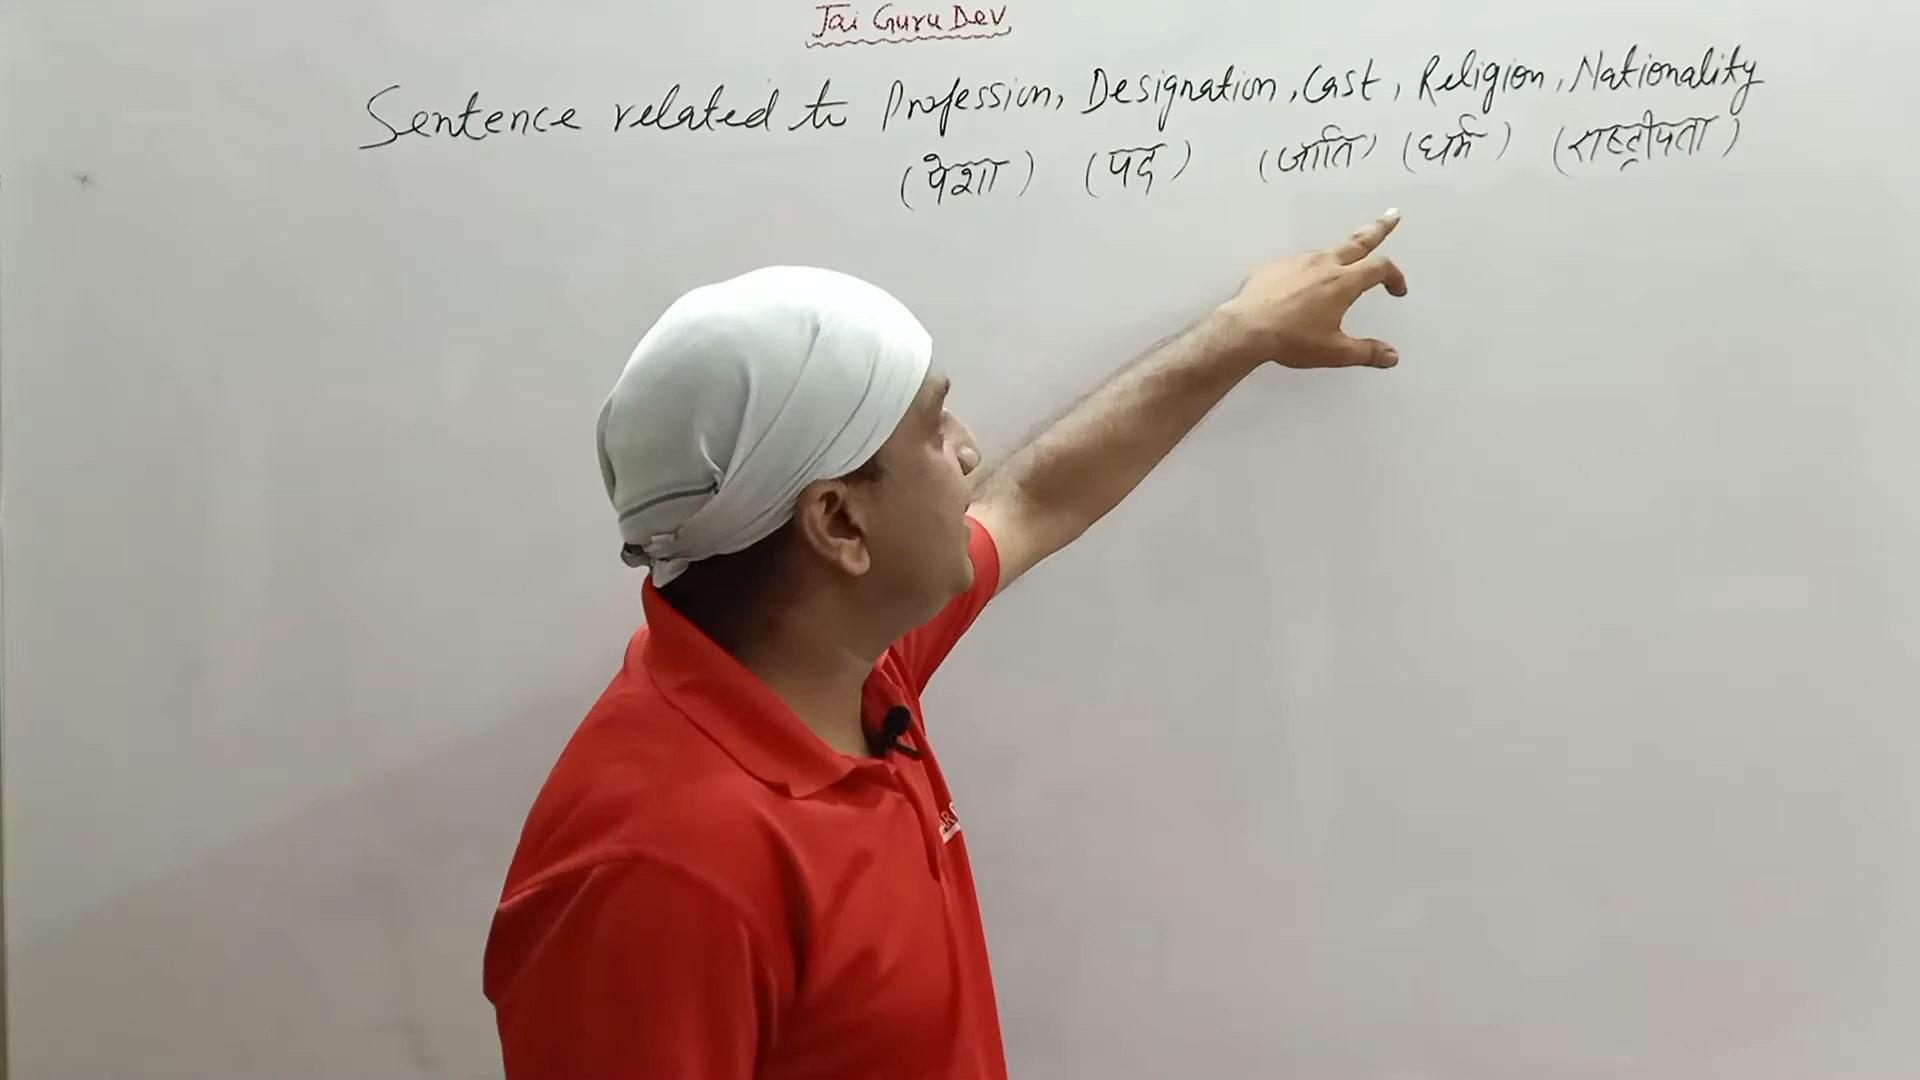 Jai Guru Dev
Sentence related to Profession, Designation, Cast, Religion, Nationality
(पेशा) (पद) (जाति) (धर्म) (राष्ट्रीयता)